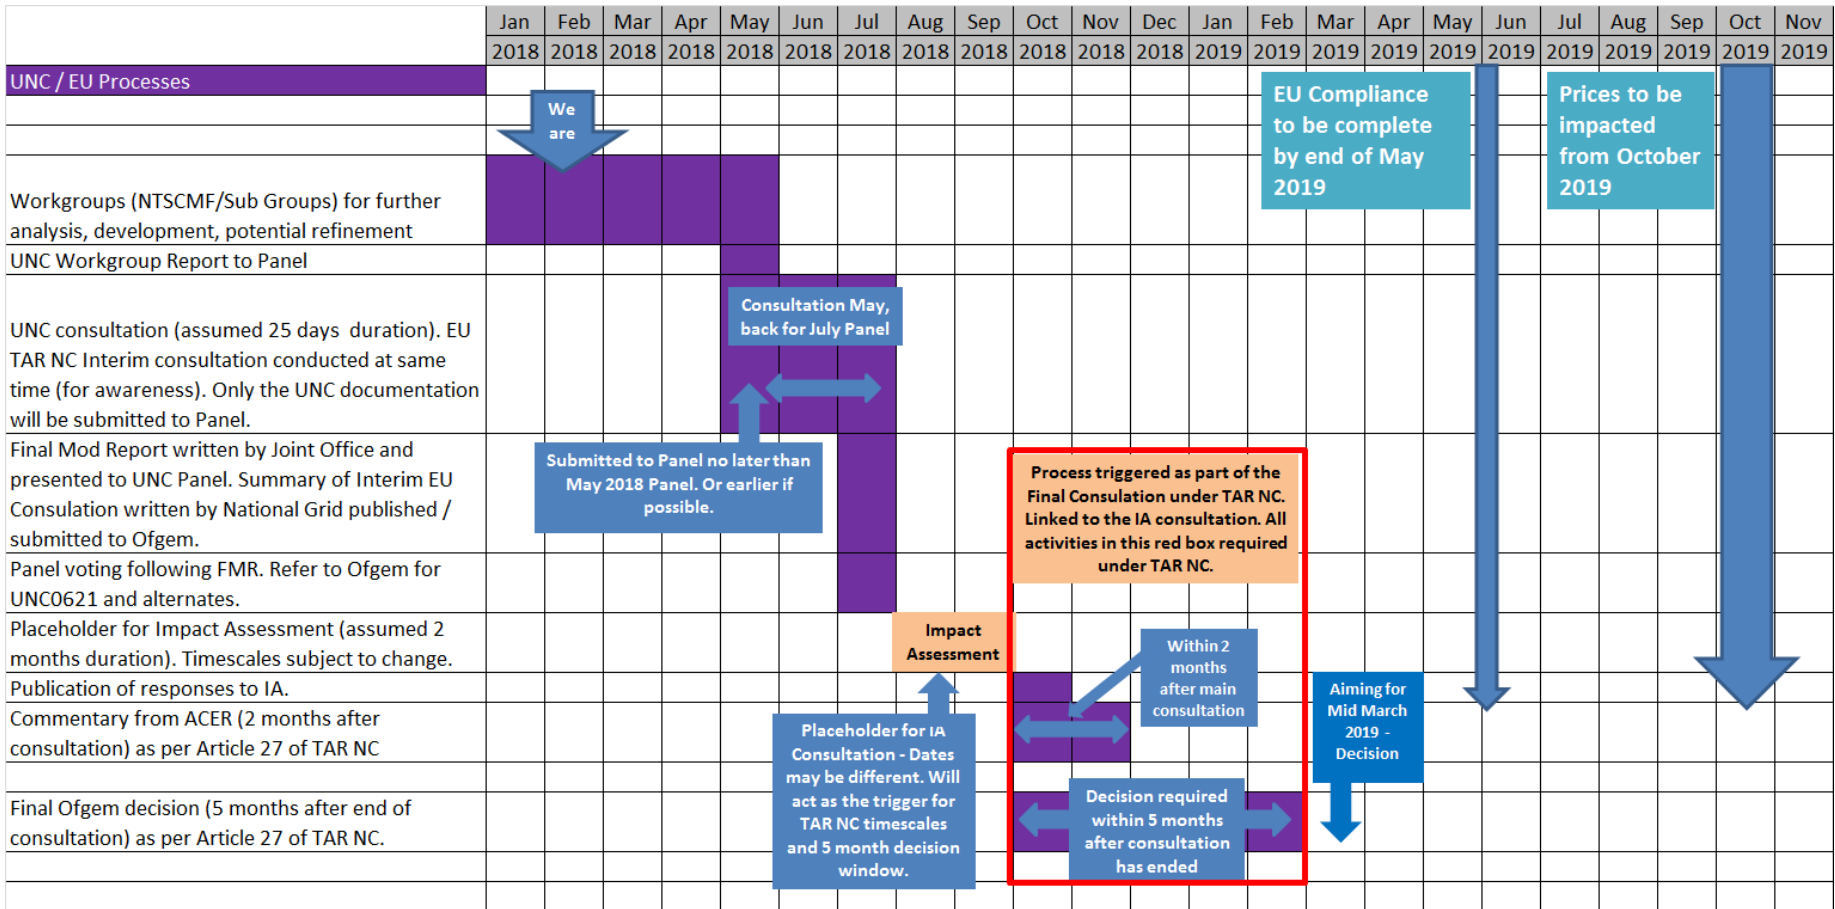 Jan Feb Mar Apr May Jun Jul Aug Sep Oct Nov Dec Jan Feb Mar Apr May Jun Jul Aug Sep Oct Nov
2018 2018 2018 2018 2018 2018 2018 2018 2018 2018 2018 2018 2019 2019 2019 2019 2019 2019 2019 2019 2019 2019 2019
UNC / EU Processes
We
are
EU Compliance
to be complete
by end of May
2019
Prices to be
impacted
from October
2019
Workgroups (NTSCMF/Sub Groups) for further
analysis, development, potential refinement
UNC Workgroup Report to Panel
UNC consultation (assumed 25 days  duration). EU
TAR NC Interim consultation conducted at same
time (for awareness). Only the UNC documentation
will be submitted to Panel.
Consultation May,
back for July Panel
Final Mod Report written by Joint Office and
presented to UNC Panel. Summary of Interim EU
Consulation written by National Grid published /
submitted to Ofgem.
Submitted to Panel no later than
May 2018 Panel. Or earlier if
possible.
Process triggered as part of the
Final Consulation under TAR NC.
Linked to the IA consultation. All
activities in this red box required
under TAR NC.
Panel voting following FMR. Refer to Ofgem for
UNC0621 and alternates.
Placeholder for Impact Assessment (assumed 2
months duration). Timescales subject to change.
Impact
Assessment
Within 2
months
after main
consultation
Publication of responses to IA.
Commentary from ACER (2 months after
consultation) as per Article 27 of TAR NC
Placeholder for IA
Consultation - Dates
may be different. Will
act as the trigger for
TAR NC timescales
and 5 month decision
window.
Aiming for
Mid March
2019 -
Decision
Final Ofgem decision (5 months after end of
consultation) as per Article 27 of TAR NC.
Decision required
within 5 months
after consultation
has ended